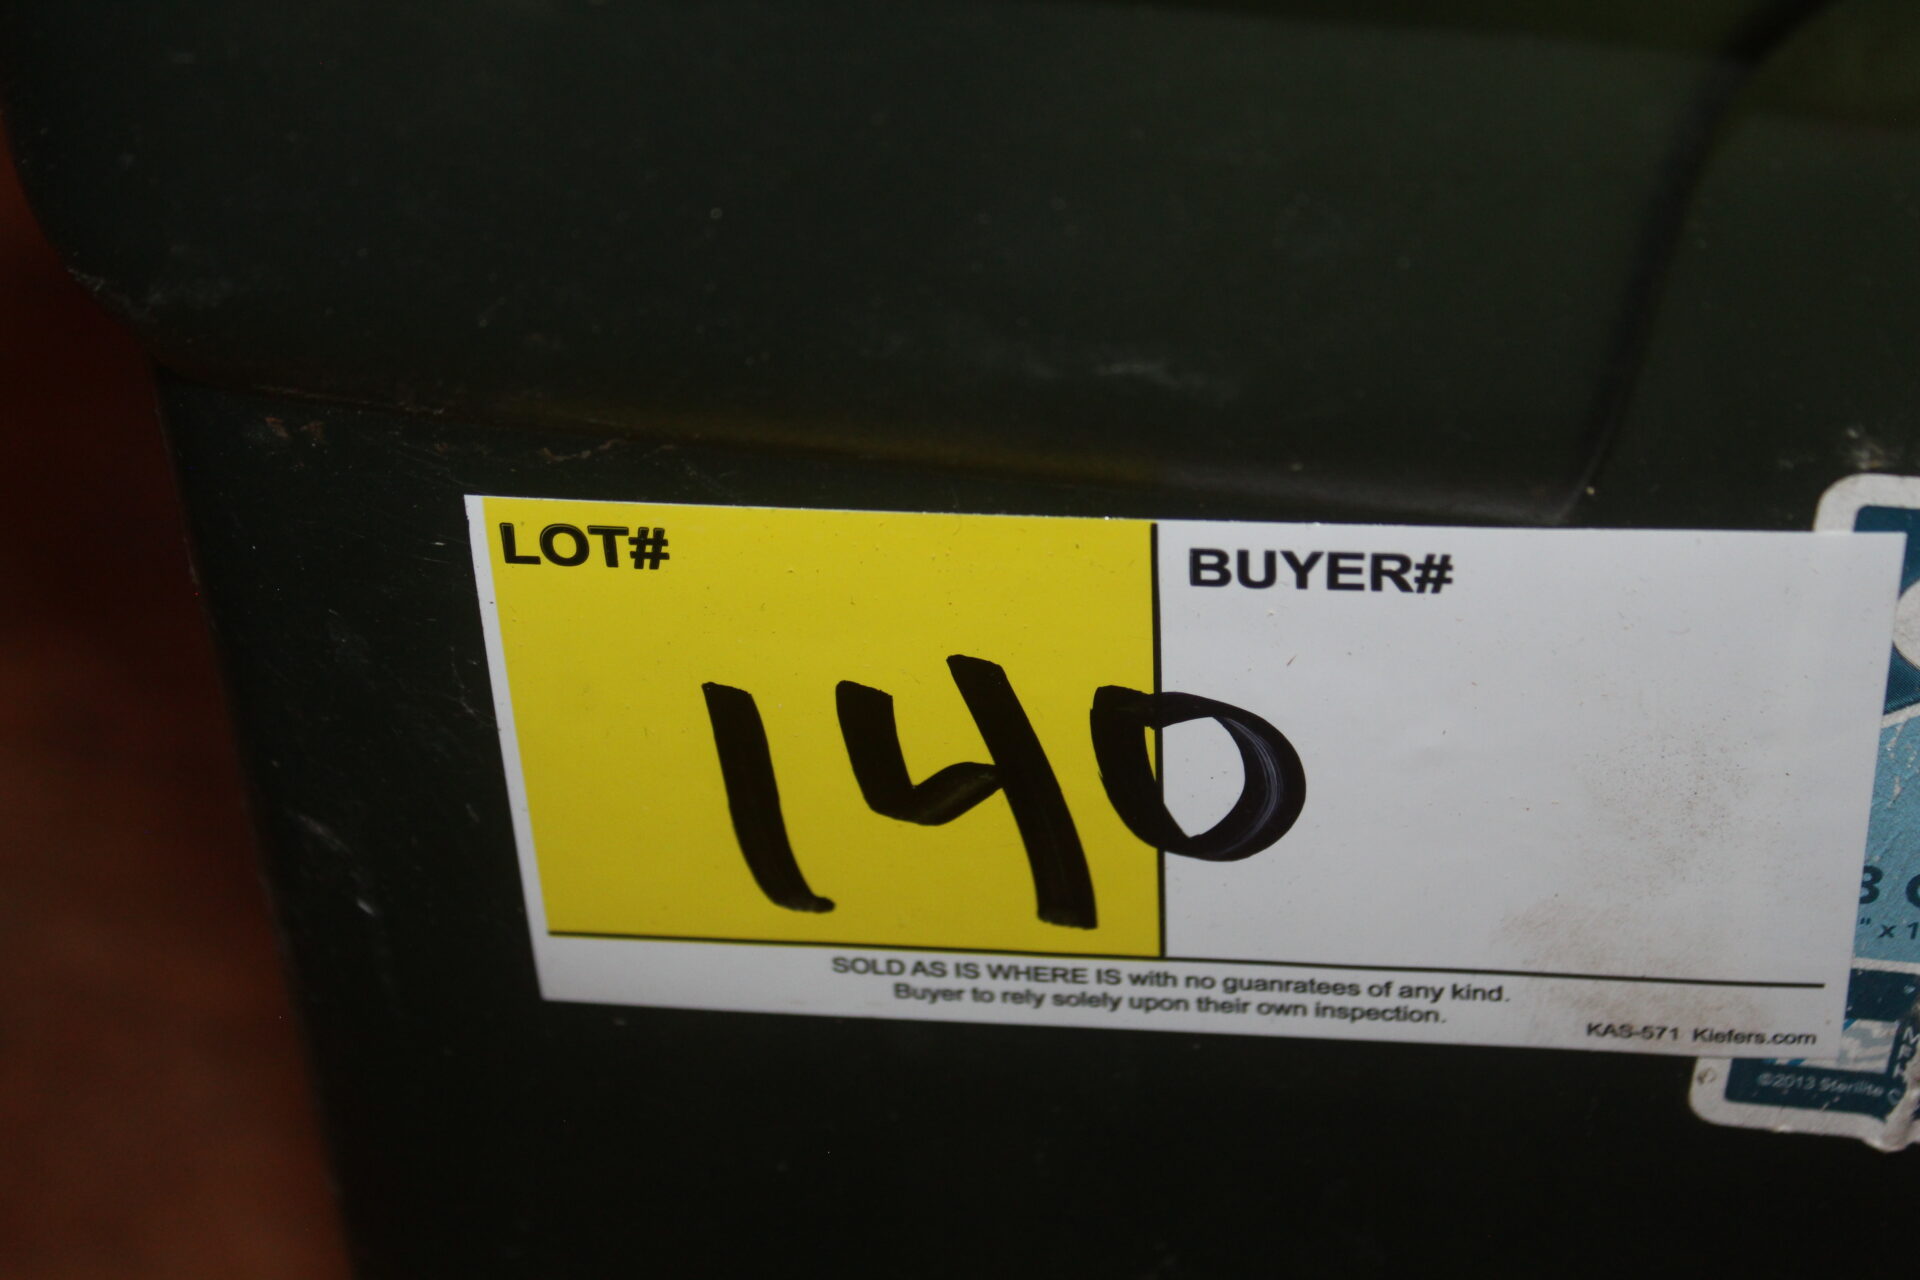 LOT#
BUYER#
140
SOLD AS IS WHERE IS with no guanratees of any kind.
Buyer to rely solely upon their own inspection.
KAS-571 Kiefers.com
" x 1
©2013 Sterilite